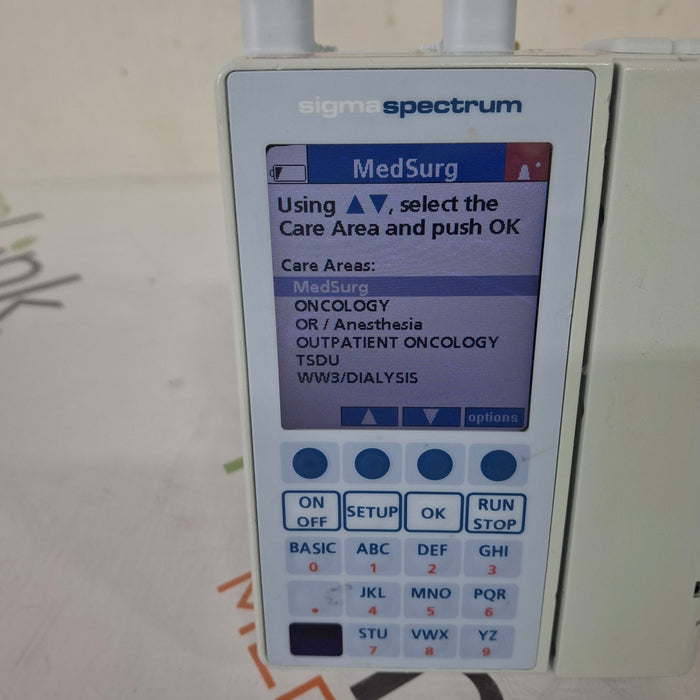 sigmaspectrum
MedSurg
Using ▲▼, select the
Care Area and push OK
Care Areas:
MedSurg
ONCOLOGY
OR / Anesthesia
OUTPATIENT ONCOLOGY
TSDU
WW3/DIALYSIS
options
ON OFF
SETUP
OK
RUN STOP
BASIC 0
ABC 1
DEF 2
GHI 3
.
JKL 4
MNO 5
PQR 6
STU 7
VWX 8
YZ 9